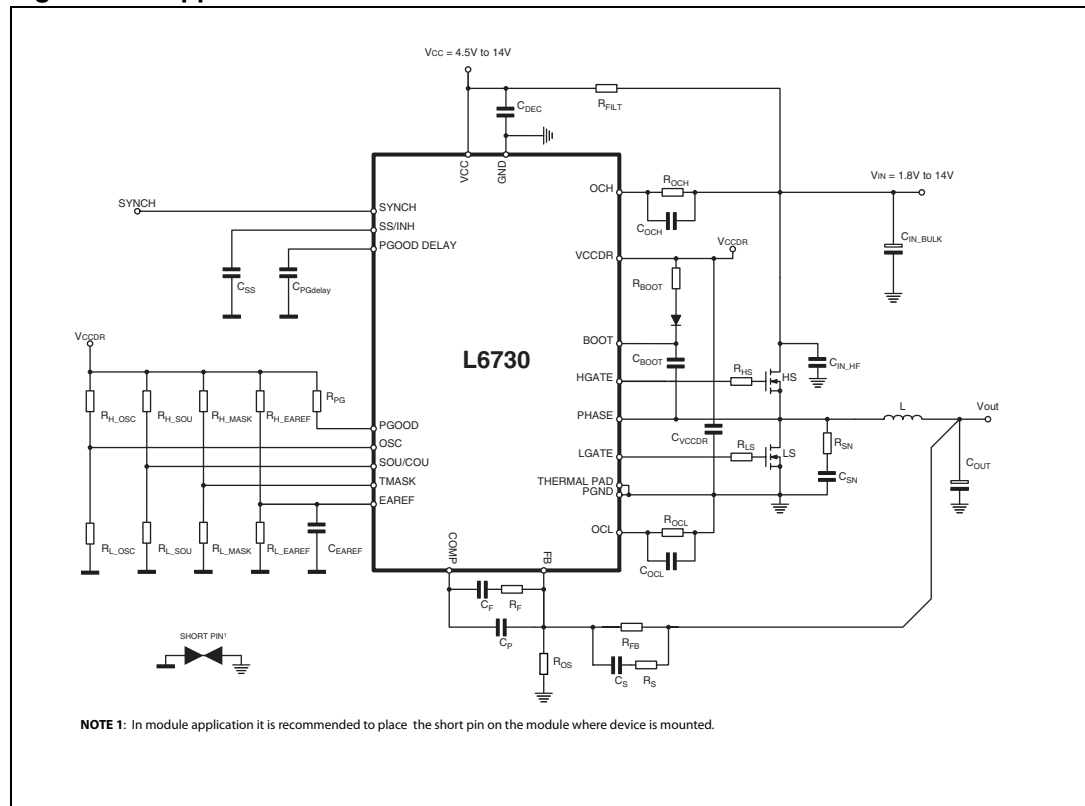 VCC = 4.5V to 14V
CDEC
RFILT
VCC
GND
OCH
ROCH
COCH
VIN = 1.8V to 14V
CIN_BULK
SYNCH
SYNCH
SS/INH
PGOOD DELAY
CSS
CPGdelay
VCCDR
VCCDR
RBOOT
BOOT
CBOOT
L6730
HGATE
RHS
HS
CIN_HF
PHASE
L
Vout
CVCCDR
LGATE
RLS
LS
RSN
CSN
COUT
THERMAL PAD
PGND
OCL
ROCL
COCL
VCCDR
RH_OSC
RH_SOU
RH_MASK
RH_EAREF
RPG
PGOOD
OSC
SOU/COU
TMASK
EAREF
RL_OSC
RL_SOU
RL_MASK
RL_EAREF
CEAREF
COMP
FB
CF
RF
CP
ROS
RFB
CS
RS
SHORT PIN¹
NOTE 1: In module application it is recommended to place the short pin on the module where device is mounted.